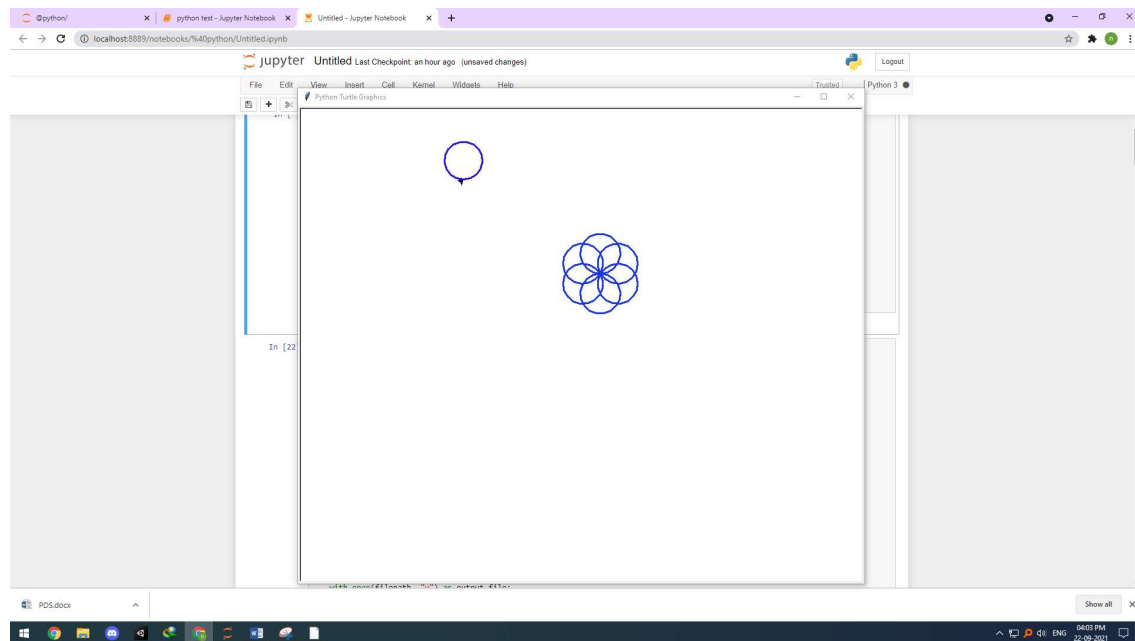 @python/
python test - Jupyter Notebook
Untitled - Jupyter Notebook
localhost:8889/notebooks/%40python/Untitled.ipynb
jupyter Untitled Last Checkpoint: an hour ago (unsaved changes)
Logout
File Edit View Insert Cell Kernel Widgets Help
Trusted
Python 3
Python Turtle Graphics
In [
In [22
with open(filepath, "w") as output_file:
PDS.docx
Show all
ENG
04:03 PM
22-09-2021